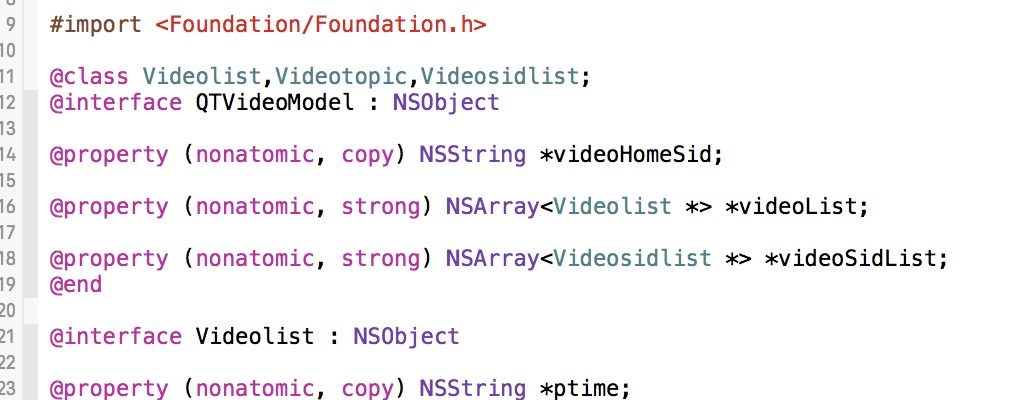 9 #import <Foundation/Foundation.h>
10
11 @class Videolist,Videotopic,Videosidlist;
12 @interface QTVideoModel : NSObject
13
14 @property (nonatomic, copy) NSString *videoHomeSid;
15
16 @property (nonatomic, strong) NSArray<Videolist *> *videoList;
17
18 @property (nonatomic, strong) NSArray<Videosidlist *> *videoSidList;
19 @end
20
21 @interface Videolist : NSObject
22
23 @property (nonatomic, copy) NSString *ptime;